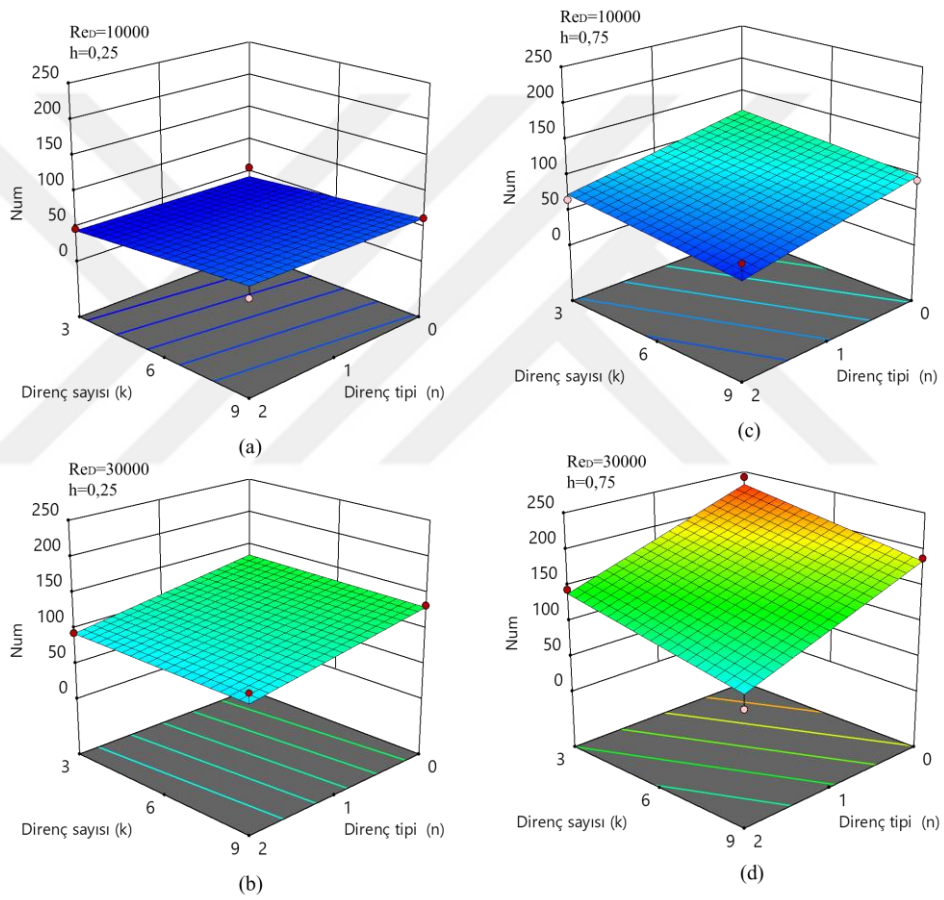 ReD=10000
h=0,25
250
200
150
100
50
0
Num
3
6
9
2
1
0
Direnç sayısı (k)
Direnç tipi (n)
(a)
ReD=10000
h=0,75
250
200
150
100
50
0
Num
3
6
9
2
1
0
Direnç sayısı (k)
Direnç tipi (n)
(c)
ReD=30000
h=0,25
250
200
150
100
50
0
Num
3
6
9
2
1
0
Direnç sayısı (k)
Direnç tipi (n)
(b)
ReD=30000
h=0,75
250
200
150
100
50
0
Num
3
6
9
2
1
0
Direnç sayısı (k)
Direnç tipi (n)
(d)